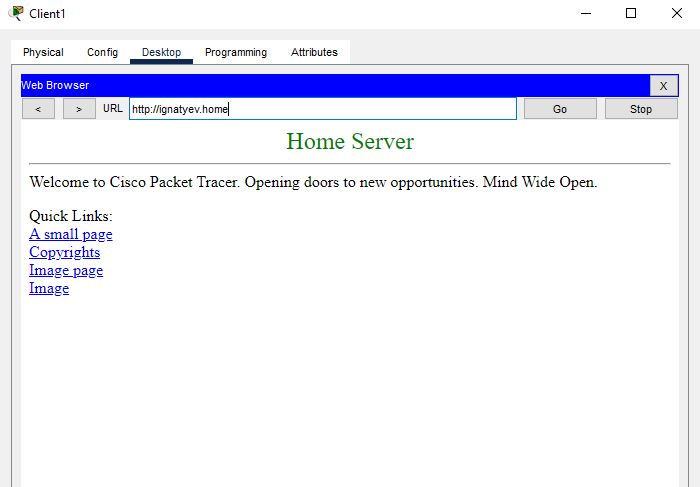 Client1
Physical Config Desktop Programming Attributes
Web Browser X
< > URL http://ignatyev.home Go Stop
Home Server
Welcome to Cisco Packet Tracer. Opening doors to new opportunities. Mind Wide Open.
Quick Links:
A small page
Copyrights
Image page
Image